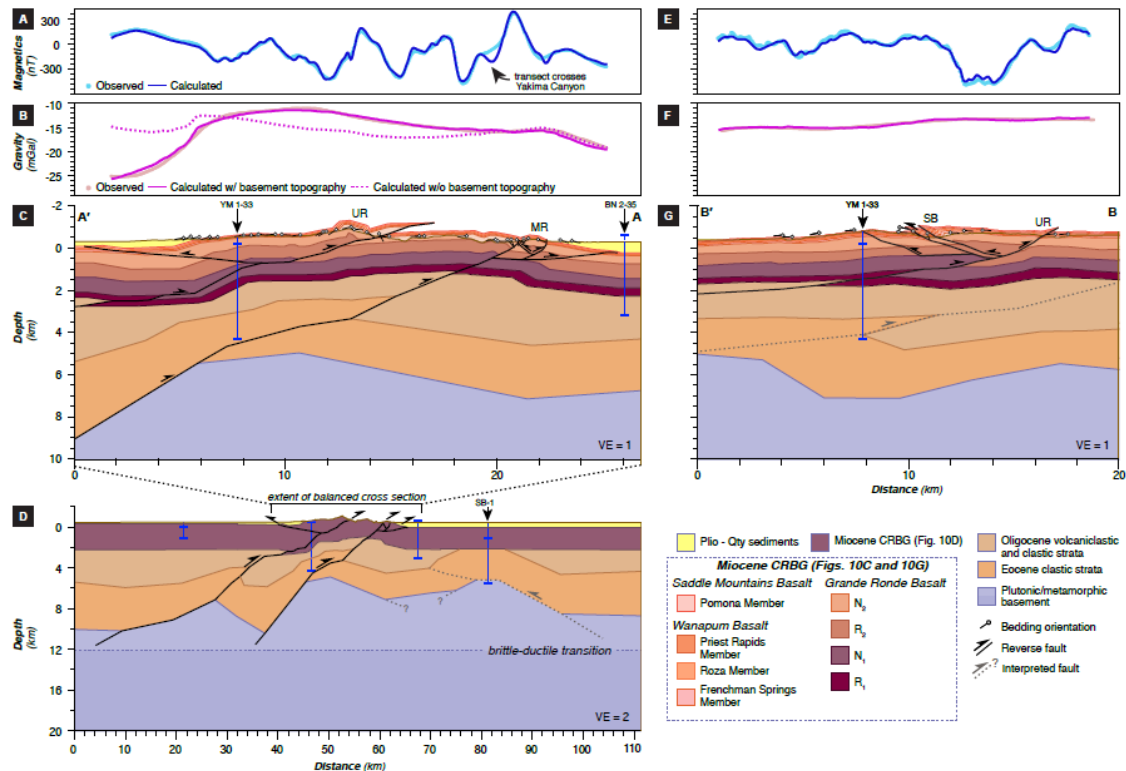 A
Magnetics
(nT)
300
0
-300
Observed
Calculated
transect crosses
Yakima Canyon
B
Gravity
(mGal)
-10
-15
-20
-25
Observed
Calculated w/ basement topography
Calculated w/o basement topography
C
A′
YM 1-33
UR
MR
BN 2-35
A
Depth
(km)
-2
0
2
4
6
8
10
VE = 1
0
10
20
extent of balanced cross section
D
SB-1
Depth
(km)
0
4
8
12
16
20
?
?
brittle-ductile transition
VE = 2
0
10
20
30
40
50
60
70
80
90
100
110
Distance (km)
E
F
G
B′
YM 1-33
SB
UR
B
VE = 1
0
10
20
Distance (km)
Plio - Qty sediments
Miocene CRBG (Fig. 10D)
Miocene CRBG (Figs. 10C and 10G)
Saddle Mountains Basalt
Pomona Member
Wanapum Basalt
Priest Rapids
Member
Roza Member
Frenchman Springs
Member
Grande Ronde Basalt
N₂
R₂
N₁
R₁
Oligocene volcaniclastic
and clastic strata
Eocene clastic strata
Plutonic/metamorphic
basement
Bedding orientation
Reverse fault
?
Interpreted fault